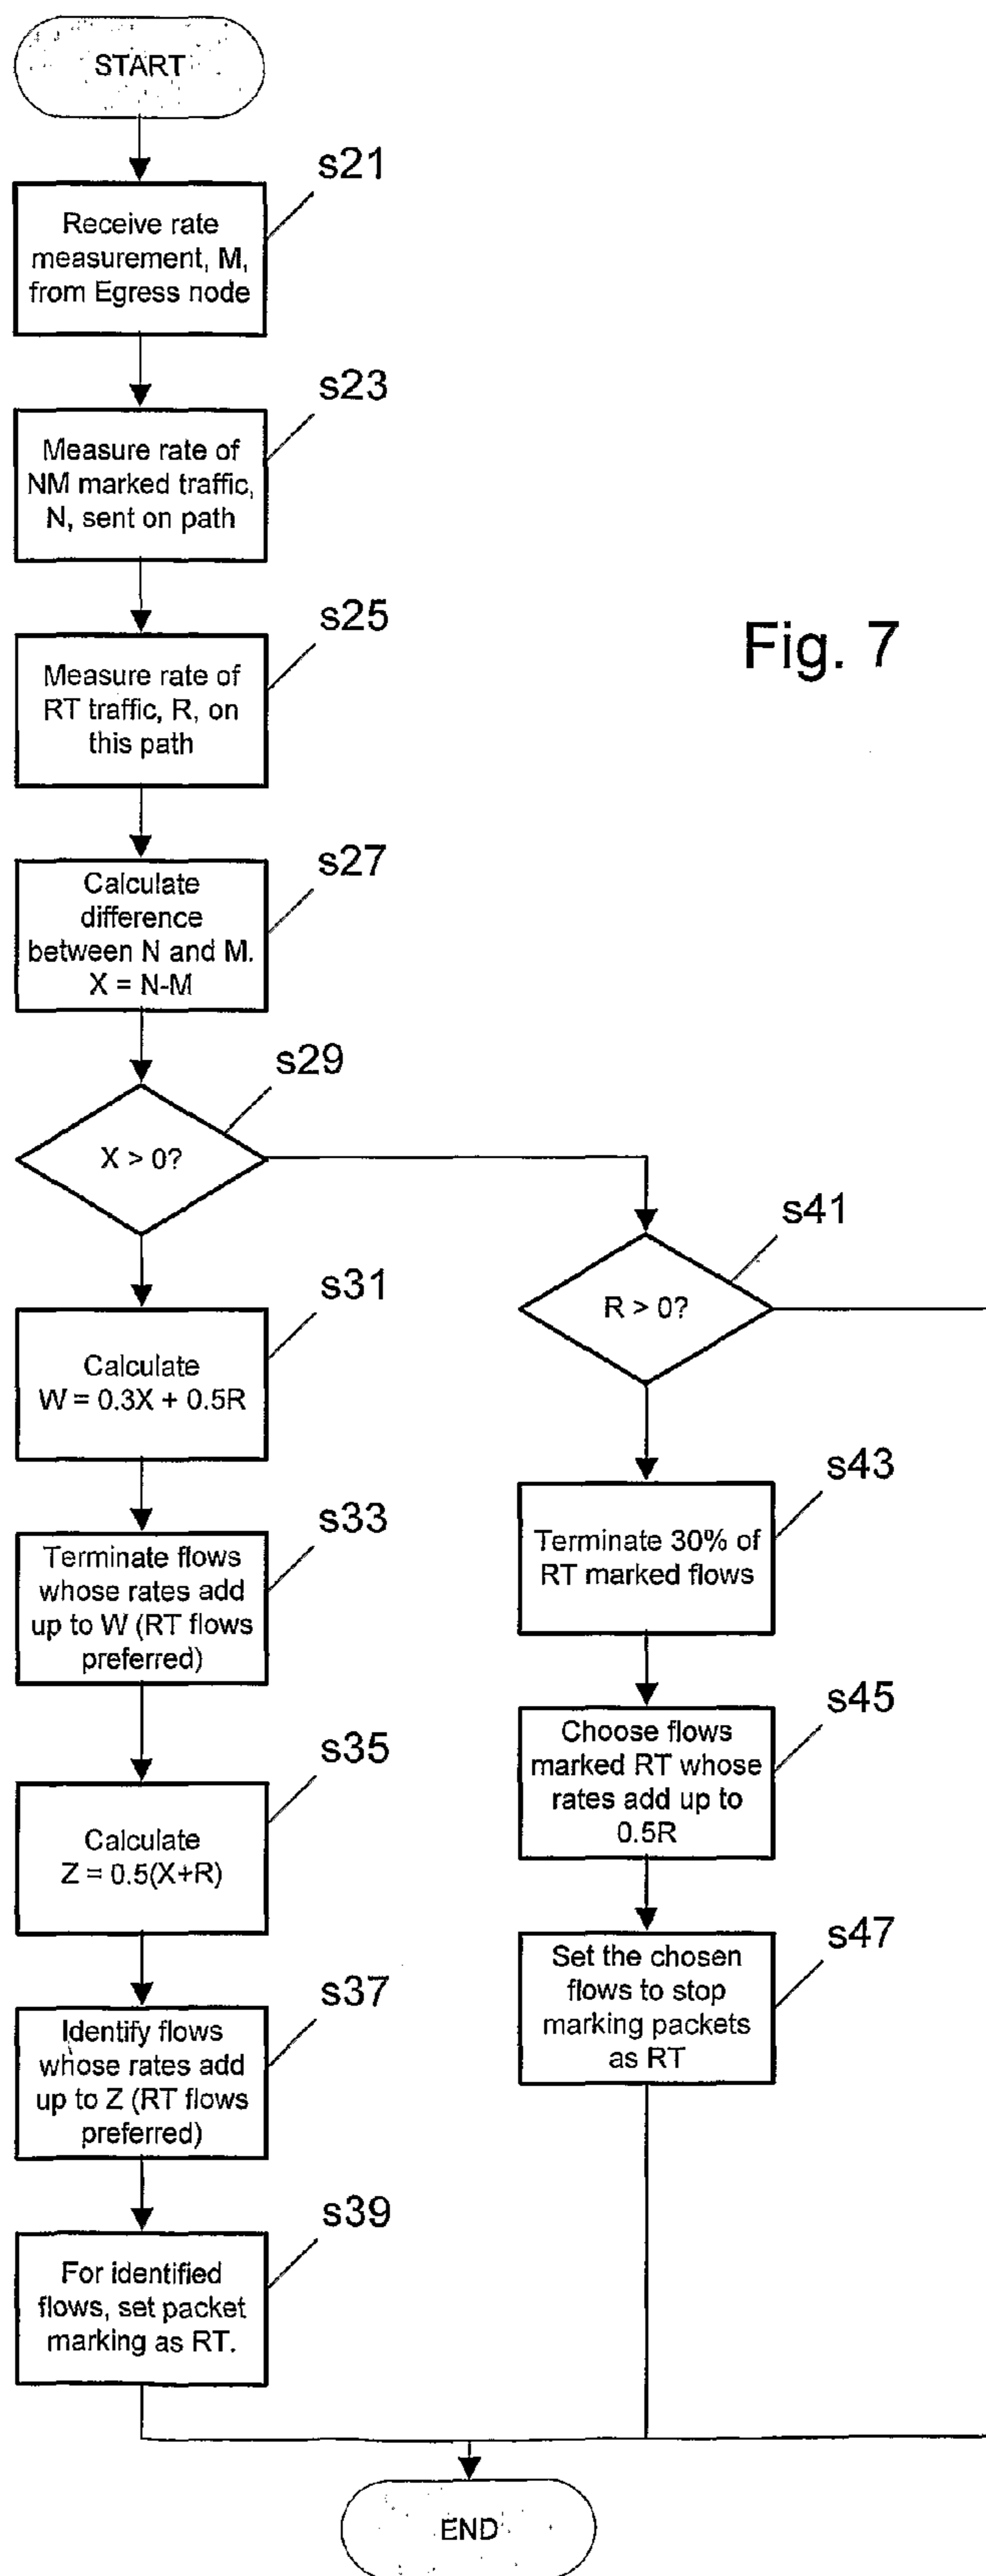 START
s21
Receive rate
measurement, M,
from Egress node
s23
Measure rate of
NM marked traffic,
N, sent on path
s25
Measure rate of
RT traffic, R, on
this path
Fig. 7
s27
Calculate
difference
between N and M.
X = N-M
s29
X > 0?
s41
R > 0?
s31
Calculate
W = 0.3X + 0.5R
s43
Terminate 30% of
RT marked flows
s33
Terminate flows
whose rates add
up to W (RT flows
preferred)
s45
Choose flows
marked RT whose
rates add up to
0.5R
s35
Calculate
Z = 0.5(X+R)
s47
Set the chosen
flows to stop
marking packets
as RT
s37
Identify flows
whose rates add
up to Z (RT flows
preferred)
s39
For identified
flows, set packet
marking as RT.
END